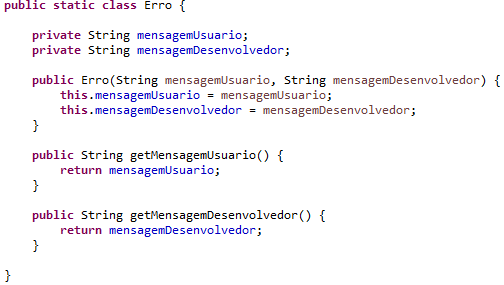 public static class Erro {
private String mensagemUsuario;
private String mensagemDesenvolvedor;
public Erro(String mensagemUsuario, String mensagemDesenvolvedor) {
this.mensagemUsuario = mensagemUsuario;
this.mensagemDesenvolvedor = mensagemDesenvolvedor;
}
public String getMensagemUsuario() {
return mensagemUsuario;
}
public String getMensagemDesenvolvedor() {
return mensagemDesenvolvedor;
}
}